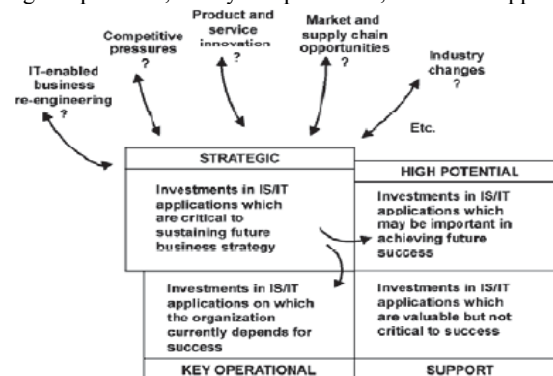 Product and
service
innovation
?
Competitive
pressures
?
Market and
supply chain
opportunities
?
Industry
changes
?
IT-enabled
business
re-engineering
?
Etc.
STRATEGIC
HIGH POTENTIAL
Investments in IS/IT
applications which
are critical to
sustaining future
business strategy
Investments in IS/IT
applications which
may be important in
achieving future
success
Investments in IS/IT
applications on which
the organization
currently depends for
success
Investments in IS/IT
applications which
are valuable but not
critical to success
KEY OPERATIONAL
SUPPORT